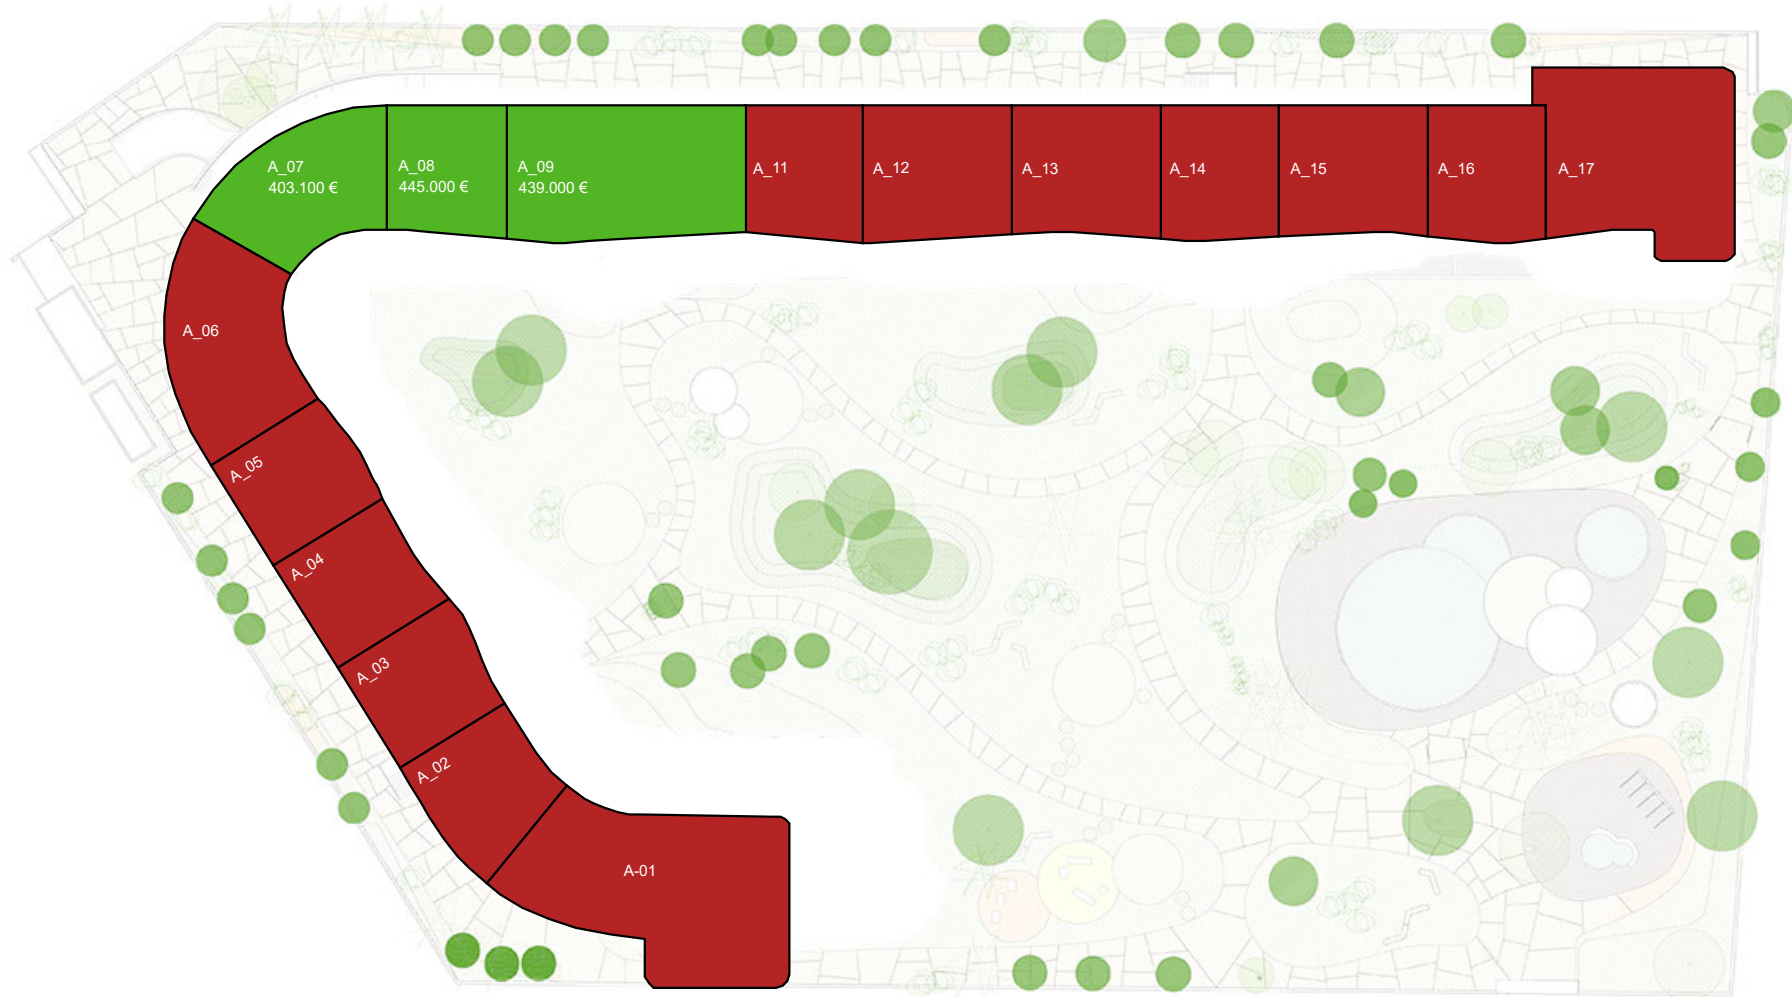 A_07
403.100 €
A_08
445.000 €
A_09
439.000 €
A_11
A_12
A_13
A_14
A_15
A_16
A_17
A_06
A_05
A_04
A_03
A_02
A-01